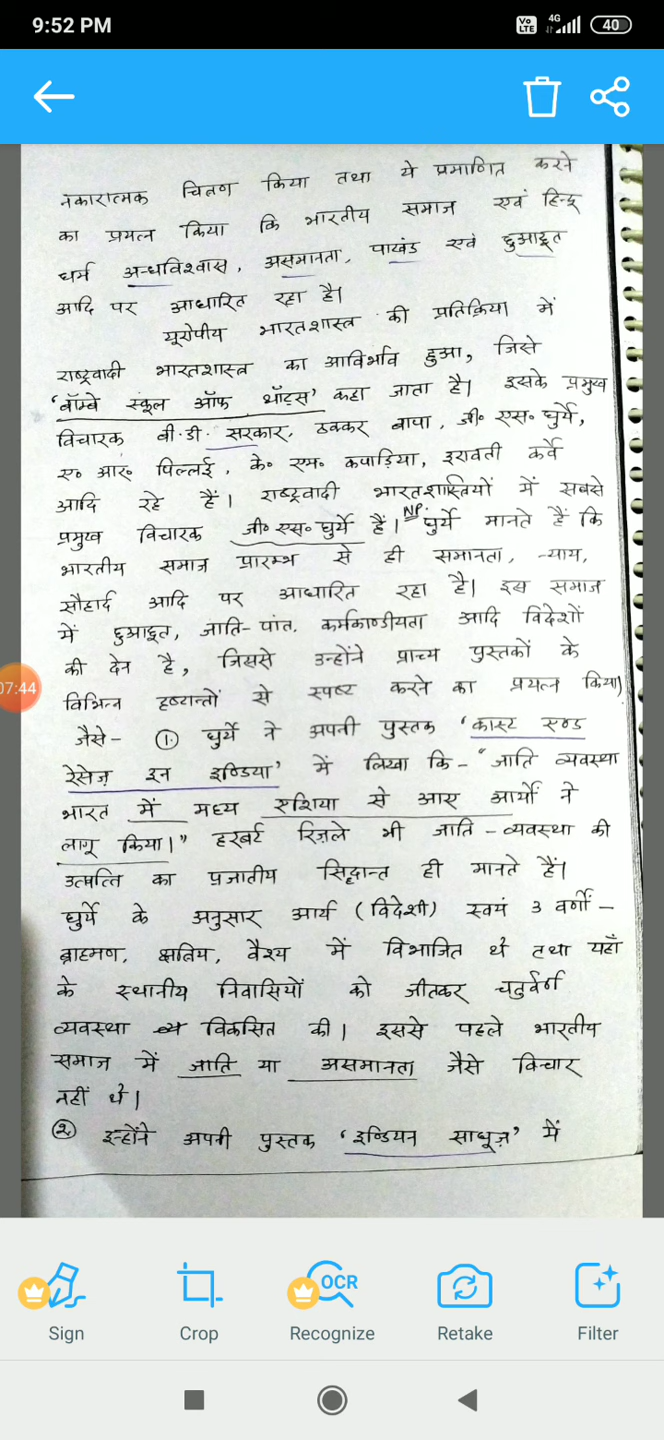 9:52 PM
Vo LTE 4G 40
नकारात्मक चित्रण किया तथा ये प्रमाणित करने
का प्रयत्न किया कि भारतीय समाज एवं हिन्दू
धर्म अन्धविश्वास, असमानता, पाखंड एवं छुआछूत
आदि पर आधारित रहा है।
यूरोपीय भारतशास्त्र की प्रतिक्रिया में
राष्ट्रवादी भारतशास्त्र का आविर्भाव हुआ, जिसे
'बॉम्बे स्कूल ऑफ थॉट्स' कहा जाता है। इसके प्रमुख
विचारक बी.डी. सरकार, ठक्कर बापा, जी० एस० घुर्ये,
ए० आर० पिल्लई, के० एम० कपाड़िया, इरावती कर्वे
आदि रहे हैं। राष्ट्रवादी भारतशास्त्रियों में सबसे
प्रमुख विचारक जी० एस० घुर्ये हैं। NP. घुर्ये मानते हैं कि
भारतीय समाज प्रारम्भ से ही समानता, न्याय,
सौहार्द आदि पर आधारित रहा है। इस समाज
में छुआछूत, जाति-पांत, कर्मकाण्डीयता आदि विदेशों
की देन है, जिससे उन्होंने प्राच्य पुस्तकों के
07:44
विभिन्न दृष्टान्तों से स्पष्ट करने का प्रयत्न किया।
जैसे- ①. घुर्ये ने अपनी पुस्तक 'कास्ट एण्ड
रेसेज़ इन इण्डिया' में लिखा कि- "जाति व्यवस्था
भारत में मध्य एशिया से आए आर्यों ने
लागू किया।" हरबर्ट रिज़ले भी जाति-व्यवस्था की
उत्पत्ति का प्रजातीय सिद्धान्त ही मानते हैं।
घुर्ये के अनुसार आर्य (विदेशी) स्वयं 3 वर्गों-
ब्राह्मण, क्षत्रिय, वैश्य में विभाजित थे तथा यहाँ
के स्थानीय निवासियों को जीतकर चतुर्वर्ण
व्यवस्था विकसित की। इससे पहले भारतीय
समाज में जाति या असमानता जैसे विचार
नहीं थे।
② इन्होंने अपनी पुस्तक 'इण्डियन साधूज़' में
OCR
Sign Crop Recognize Retake Filter